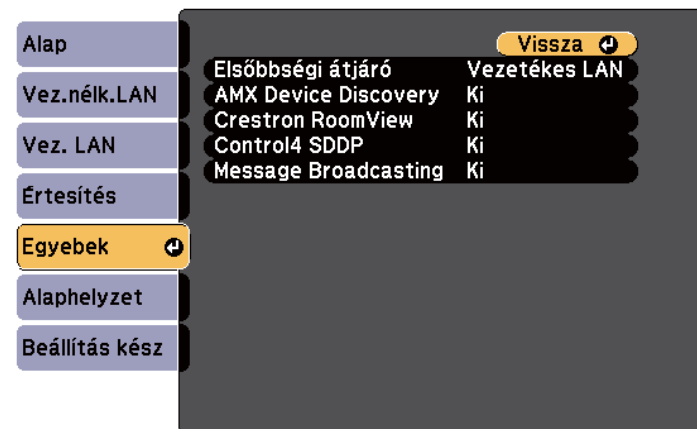 Alap
Vez.nélk.LAN
Vez. LAN
Értesítés
Egyebek
Alaphelyzet
Beállítás kész
Vissza
Elsőbbségi átjáró Vezetékes LAN
AMX Device Discovery Ki
Crestron RoomView Ki
Control4 SDDP Ki
Message Broadcasting Ki